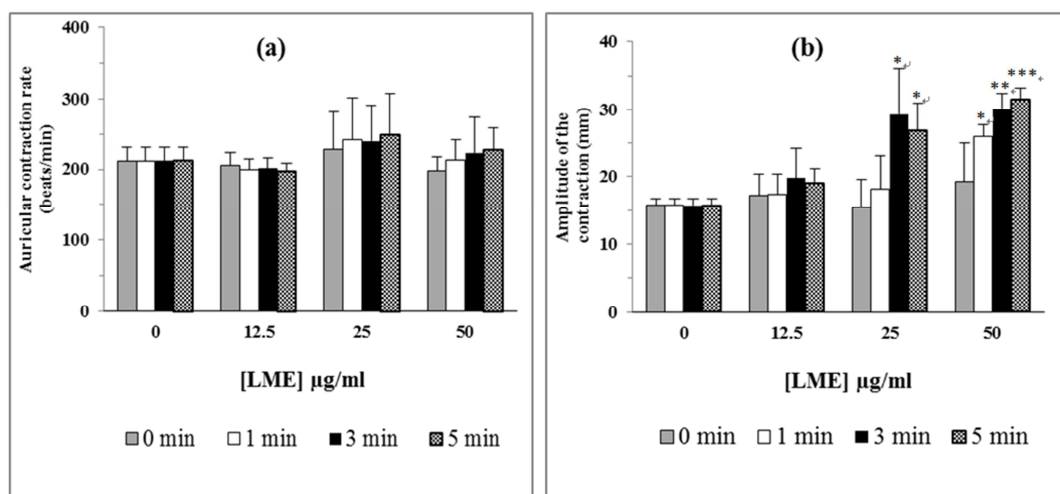 (a)
Auricular contraction rate
(beats/min)
400
300
200
100
0
0 12.5 25 50
[LME] µg/ml
0 min 1 min 3 min 5 min
(b)
Amplitude of the
contraction (mm)
40
30
20
10
0
* * * ** ***
0 12.5 25 50
[LME] µg/ml
0 min 1 min 3 min 5 min